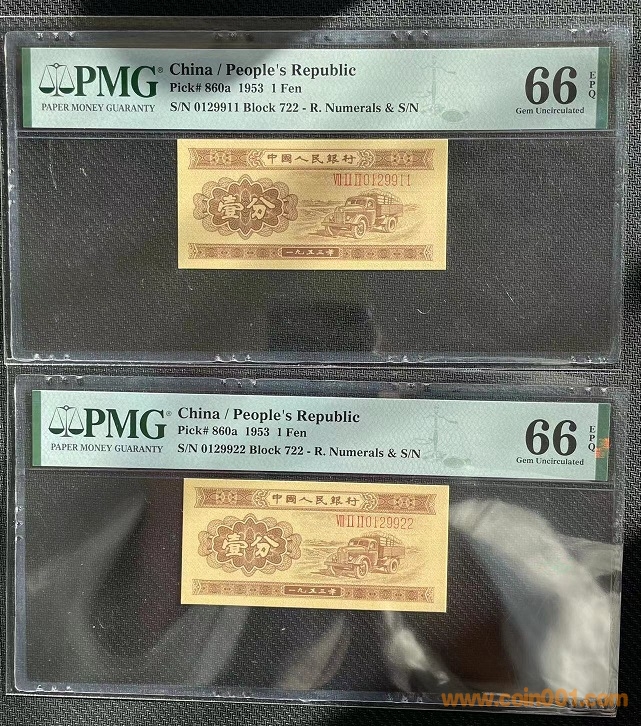 PMG
PAPER MONEY GUARANTY
China / People's Republic
Pick# 860a 1953 1 Fen
S/N 0129911 Block 722 - R. Numerals & S/N
66 EPQ
Gem Uncirculated
中國人民銀行
VII II II 0129911
壹分
一九五三年
PMG
PAPER MONEY GUARANTY
China / People's Republic
Pick# 860a 1953 1 Fen
S/N 0129922 Block 722 - R. Numerals & S/N
66 EPQ
Gem Uncirculated
中國人民銀行
VII II II 0129922
壹分
一九五三年
www.coin001.com